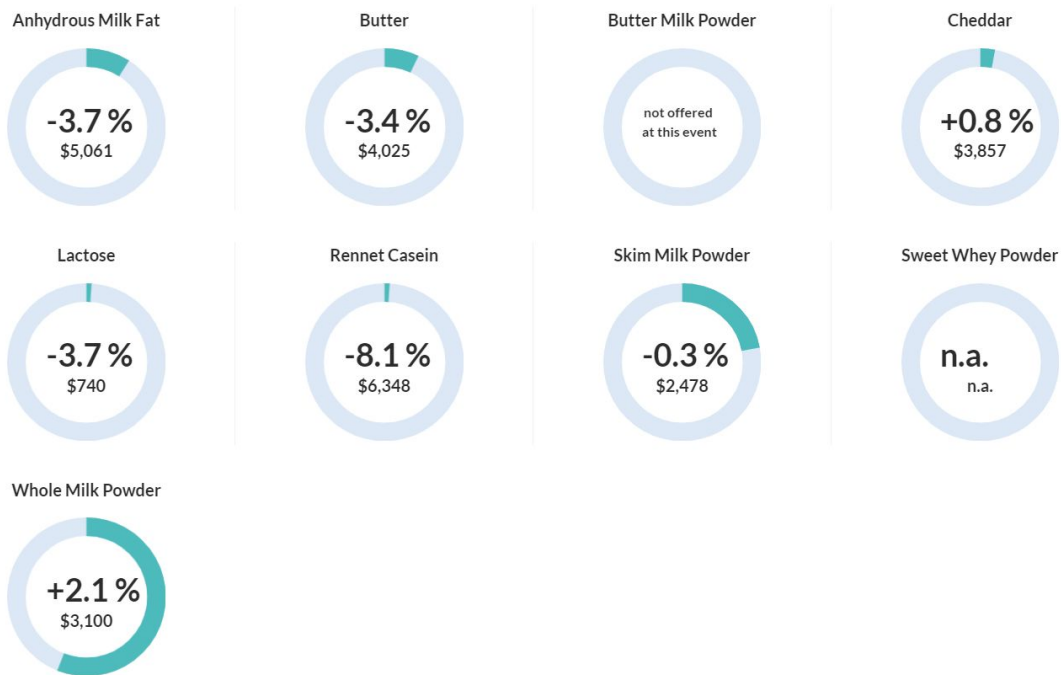 Anhydrous Milk Fat
-3.7 %
$5,061
Butter
-3.4 %
$4,025
Butter Milk Powder
not offered
at this event
Cheddar
+0.8 %
$3,857
Lactose
-3.7 %
$740
Rennet Casein
-8.1 %
$6,348
Skim Milk Powder
-0.3 %
$2,478
Sweet Whey Powder
n.a.
n.a.
Whole Milk Powder
+2.1 %
$3,100